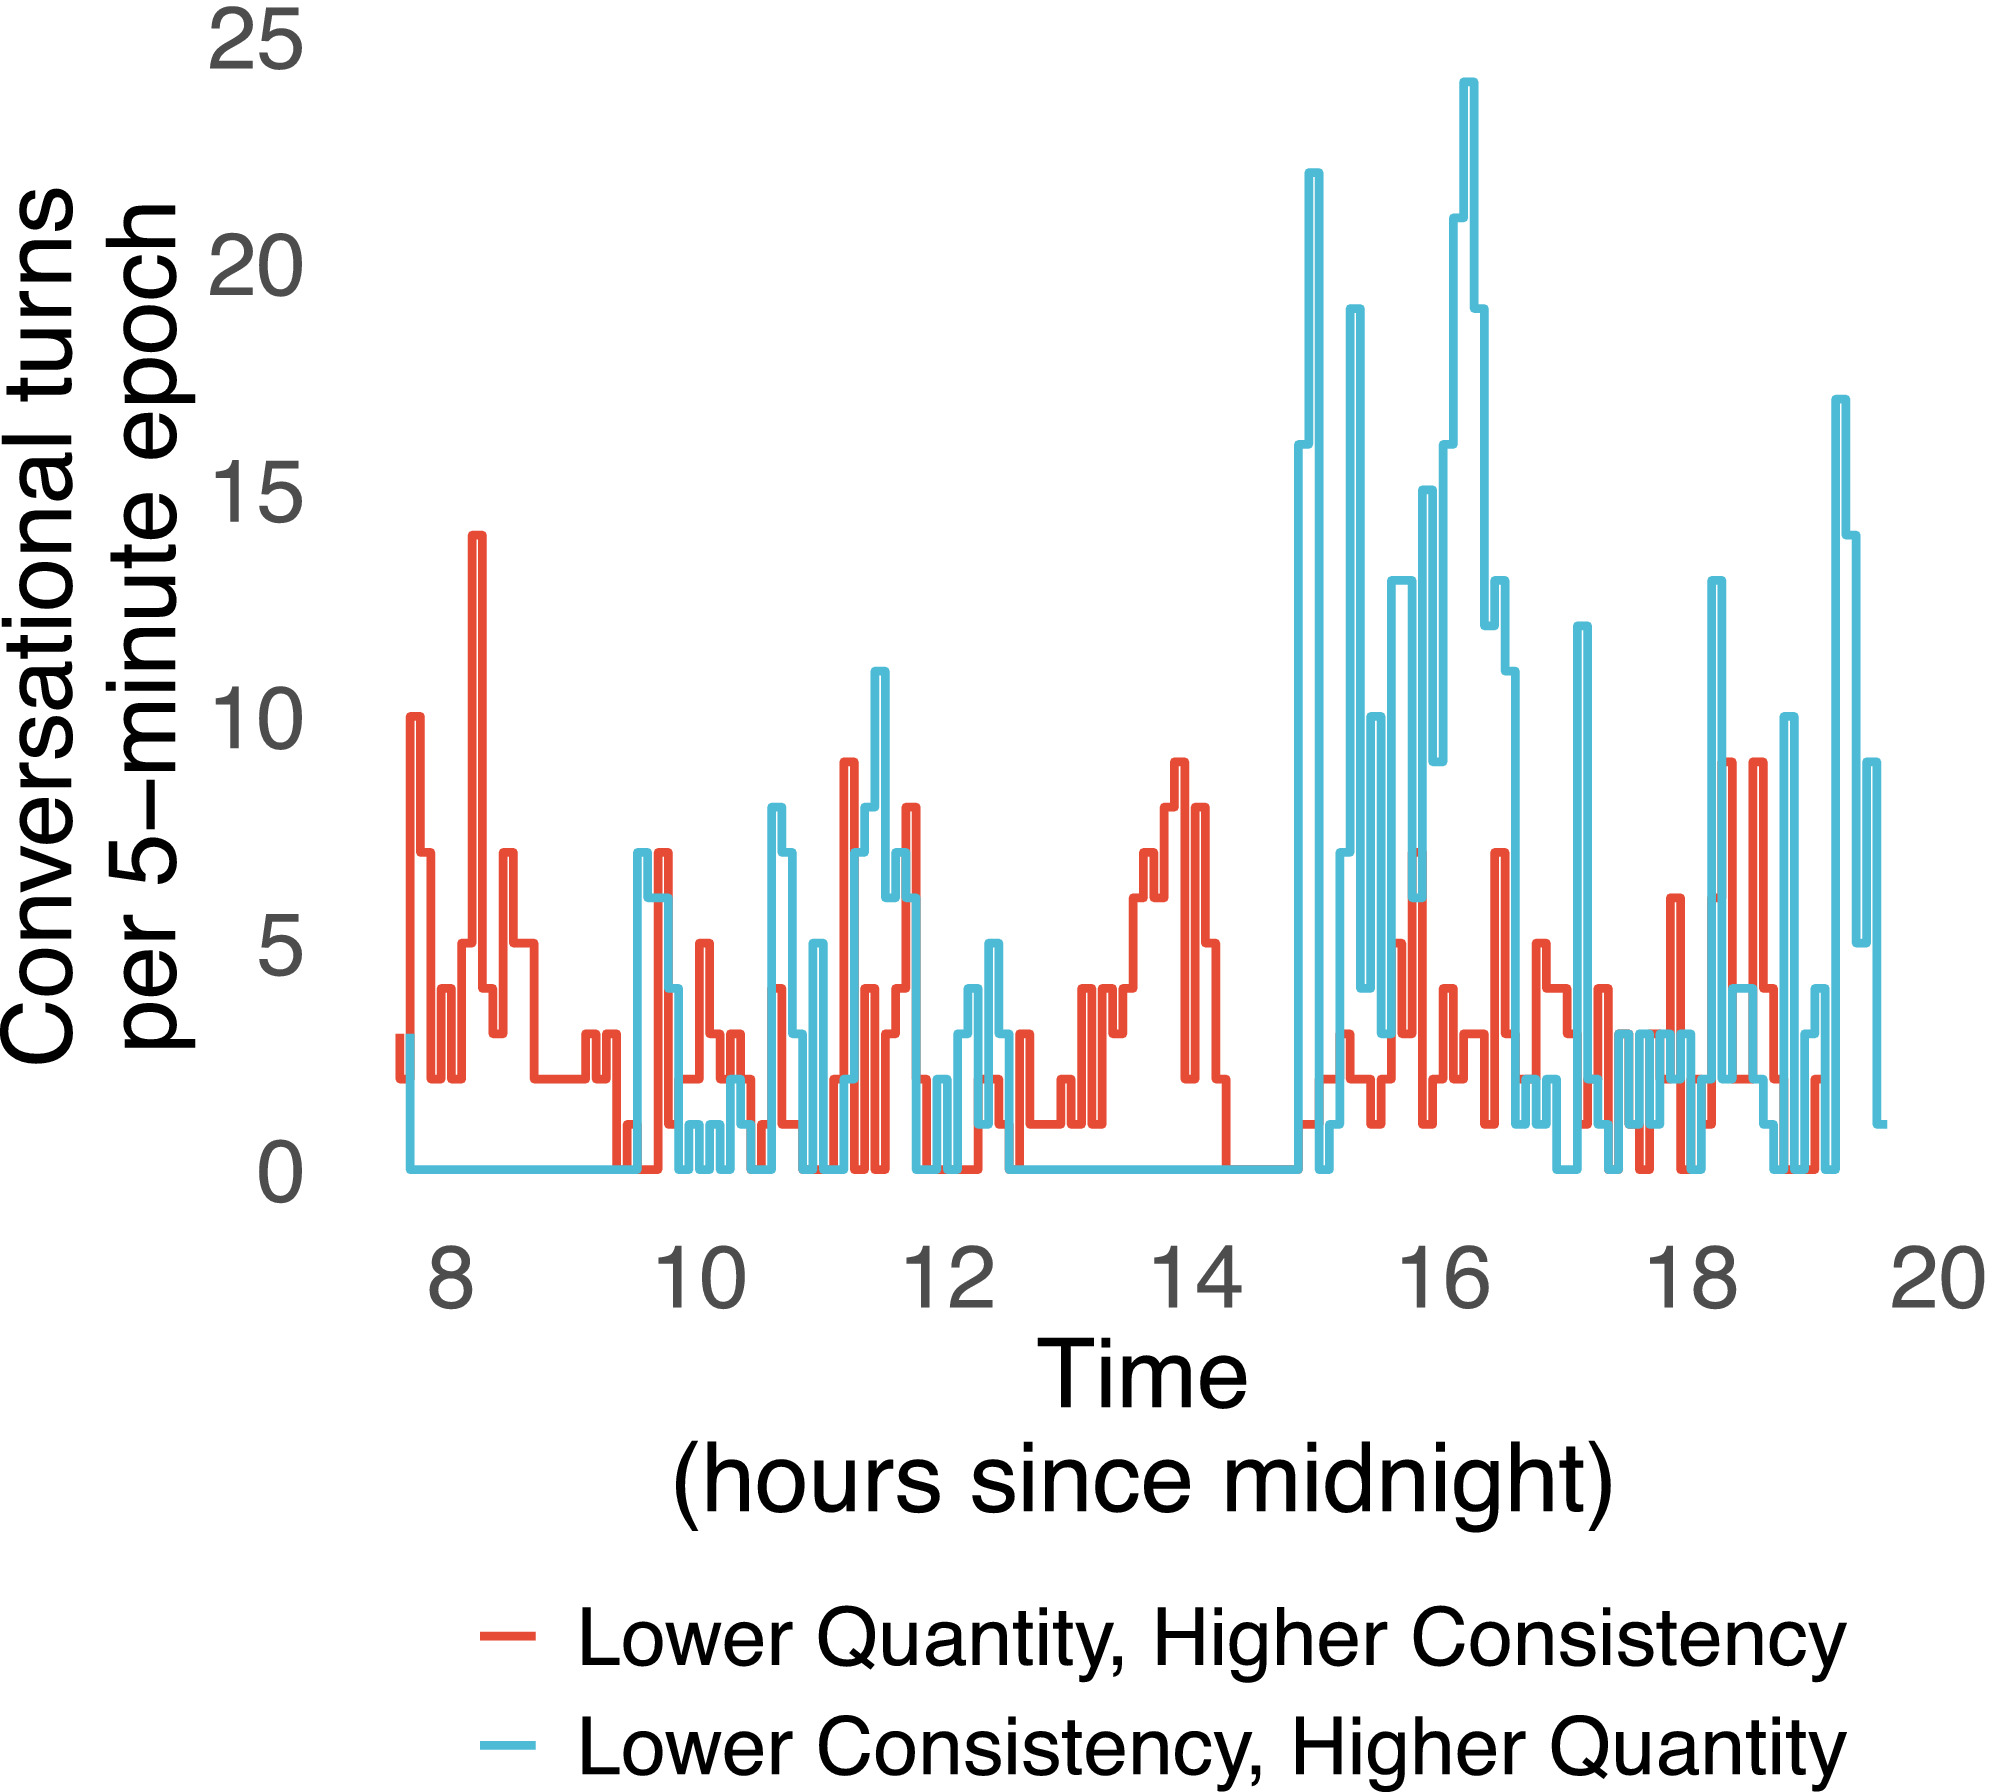 Conversational turns
per 5−minute epoch
25
20
15
10
5
0
8 10 12 14 16 18 20
Time
(hours since midnight)
Lower Quantity, Higher Consistency
Lower Consistency, Higher Quantity